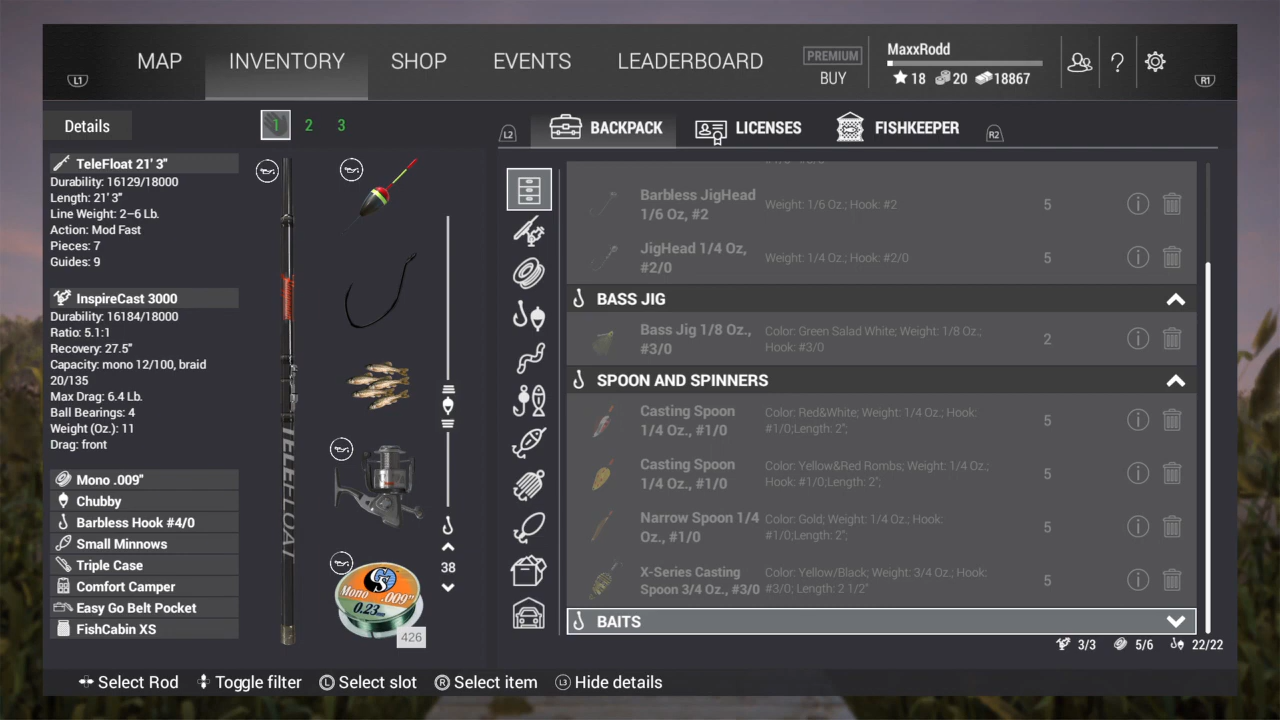 MAP
INVENTORY
SHOP
EVENTS
LEADERBOARD
PREMIUM
BUY
MaxxRodd
18
20
18867
L1
R1
Details
1
2
3
L2
BACKPACK
LICENSES
FISHKEEPER
R2
TeleFloat 21' 3"
Durability: 16129/18000
Length: 21' 3"
Line Weight: 2–6 Lb.
Action: Mod Fast
Pieces: 7
Guides: 9
InspireCast 3000
Durability: 16184/18000
Ratio: 5.1:1
Recovery: 27.5"
Capacity: mono 12/100, braid
20/135
Max Drag: 6.4 Lb.
Ball Bearings: 4
Weight (Oz.): 11
Drag: front
Mono .009"
Chubby
Barbless Hook #4/0
Small Minnows
Triple Case
Comfort Camper
Easy Go Belt Pocket
FishCabin XS
TELEFLOAT
38
Mono .009"
0.23
426
Barbless JigHead
1/6 Oz, #2
Weight: 1/6 Oz.; Hook: #2
5
JigHead 1/4 Oz,
#2/0
Weight: 1/4 Oz.; Hook: #2/0
5
BASS JIG
Bass Jig 1/8 Oz.,
#3/0
Color: Green Salad White; Weight: 1/8 Oz.;
Hook: #3/0
2
SPOON AND SPINNERS
Casting Spoon
1/4 Oz., #1/0
Color: Red&White; Weight: 1/4 Oz.; Hook:
#1/0;Length: 2";
5
Casting Spoon
1/4 Oz., #1/0
Color: Yellow&Red Rombs; Weight: 1/4 Oz.;
Hook: #1/0;Length: 2";
5
Narrow Spoon 1/4
Oz., #1/0
Color: Gold; Weight: 1/4 Oz.; Hook:
#1/0;Length: 2";
5
X-Series Casting
Spoon 3/4 Oz., #3/0
Color: Yellow/Black; Weight: 3/4 Oz.; Hook:
#3/0; Length: 2 1/2"
5
BAITS
3/3
5/6
22/22
Select Rod
Toggle filter
L Select slot
R Select item
L3 Hide details